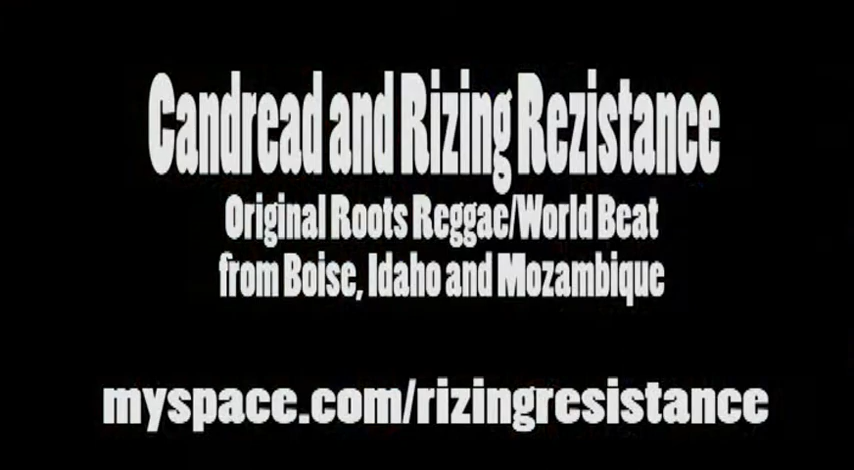 Candread and Rizing Rezistance
Original Roots Reggae/World Beat
from Boise, Idaho and Mozambique
myspace.com/rizingresistance